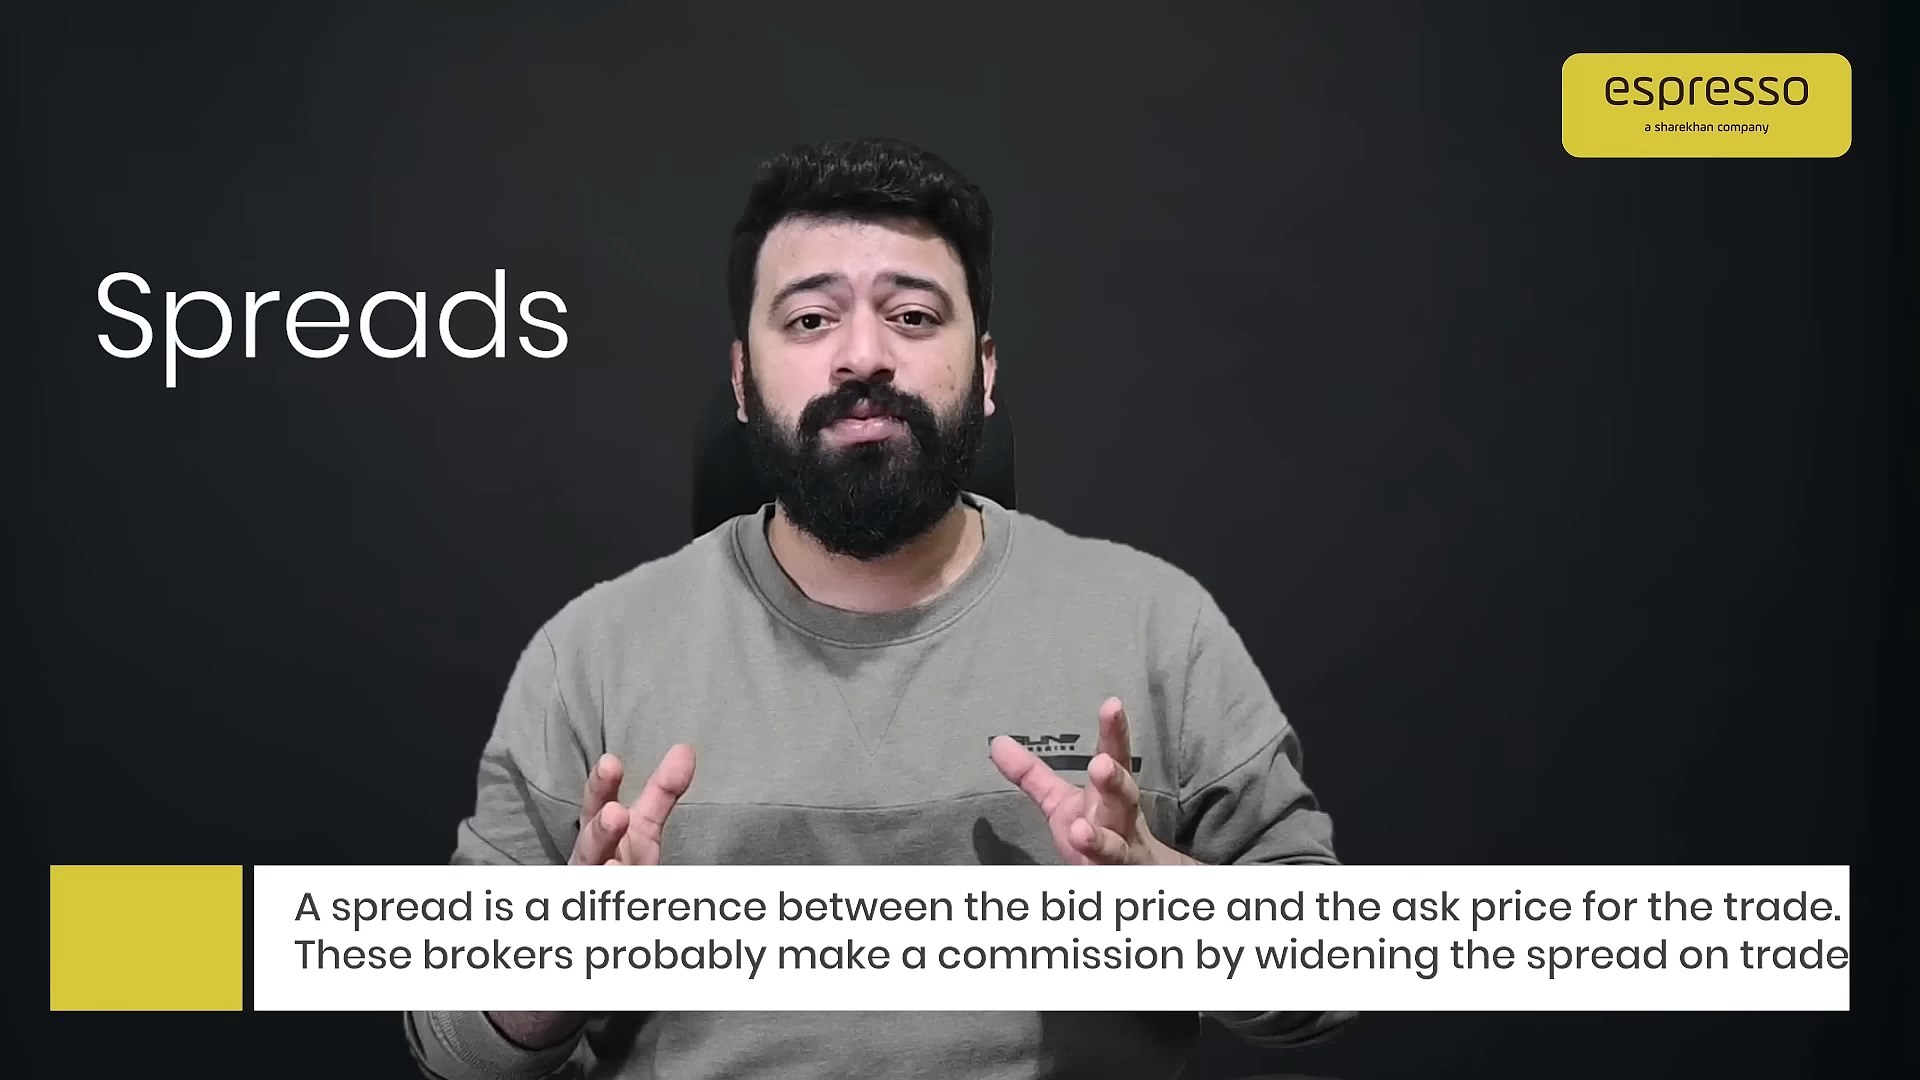 espresso
a sharekhan company
Spreads
A spread is a difference between the bid price and the ask price for the trade.
These brokers probably make a commission by widening the spread on trade